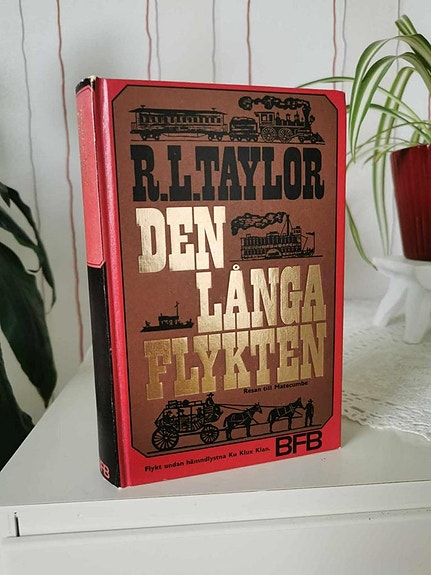 R.L TAYLOR
DEN
LÅNGA
FLYKTEN
Resan till Matecumbe
Flykt undan hämndlystna Ku Klux Klan.
BFB
BFB